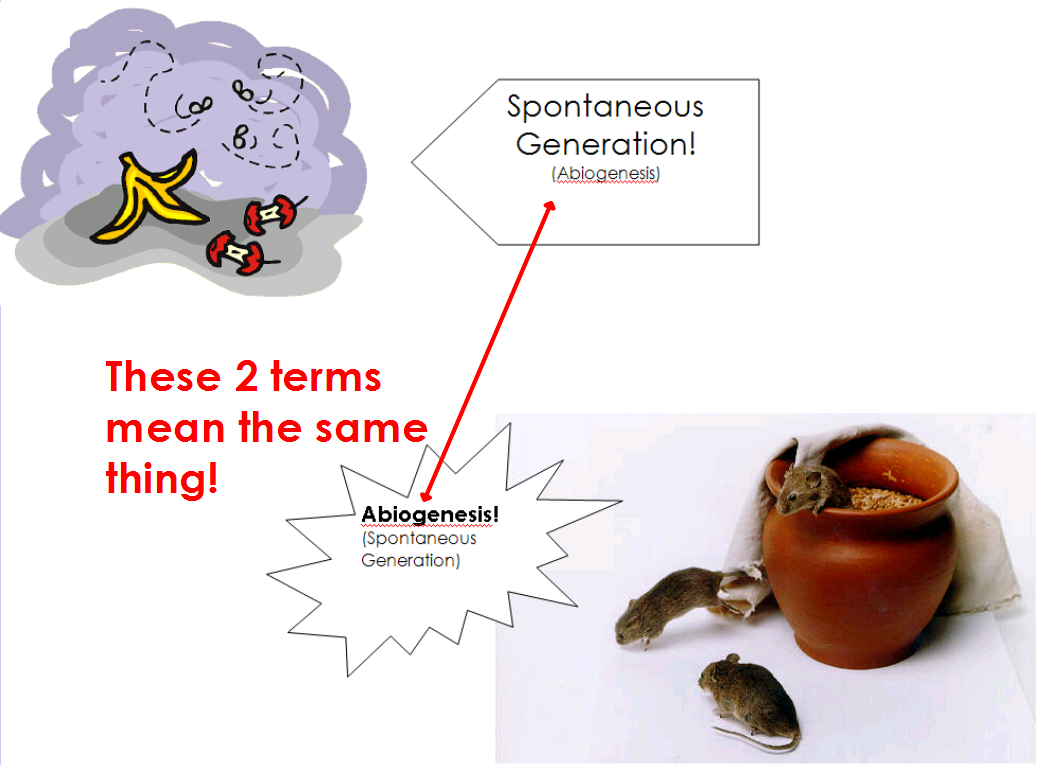 Spontaneous
Generation!
(Abiogenesis)
These 2 terms
mean the same
thing!
Abiogenesis!
(Spontaneous
Generation)